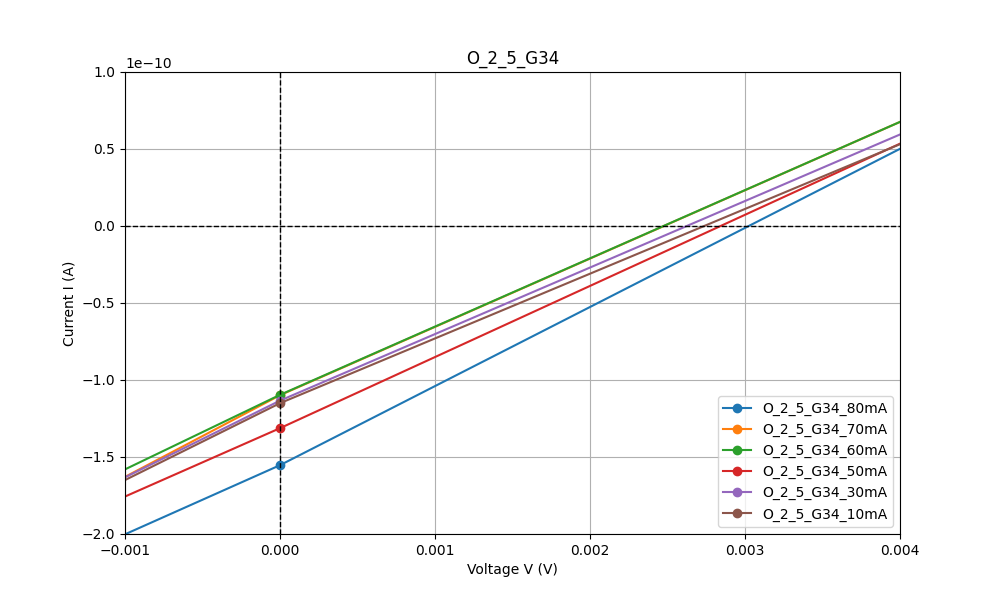 O_2_5_G34
1e−10
1.0
0.5
0.0
−0.5
−1.0
−1.5
−2.0
Current I (A)
−0.001
0.000
0.001
0.002
0.003
0.004
Voltage V (V)
O_2_5_G34_80mA
O_2_5_G34_70mA
O_2_5_G34_60mA
O_2_5_G34_50mA
O_2_5_G34_30mA
O_2_5_G34_10mA